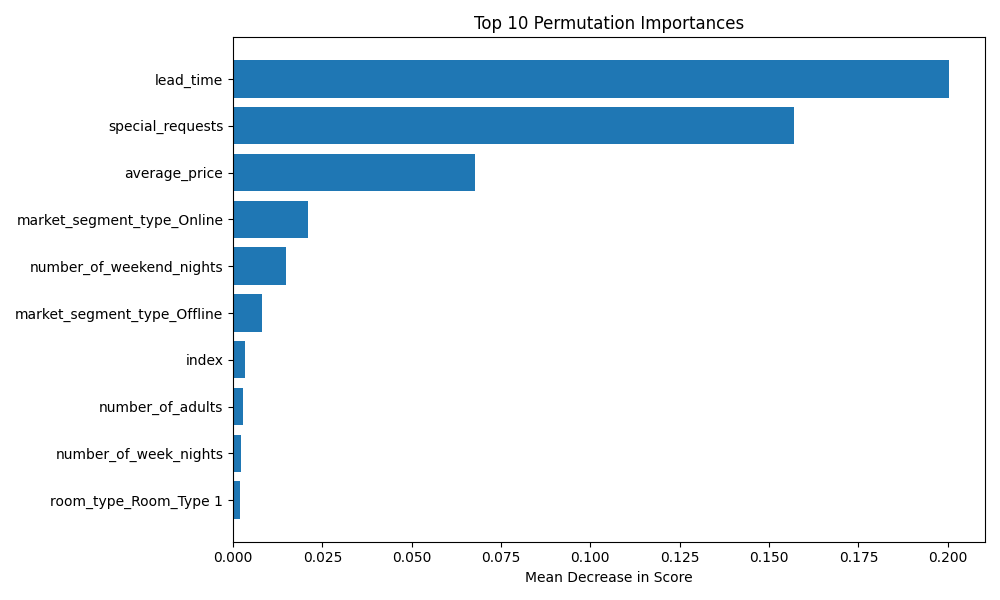 Top 10 Permutation Importances
lead_time
special_requests
average_price
market_segment_type_Online
number_of_weekend_nights
market_segment_type_Offline
index
number_of_adults
number_of_week_nights
room_type_Room_Type 1
0.000 0.025 0.050 0.075 0.100 0.125 0.150 0.175 0.200
Mean Decrease in Score